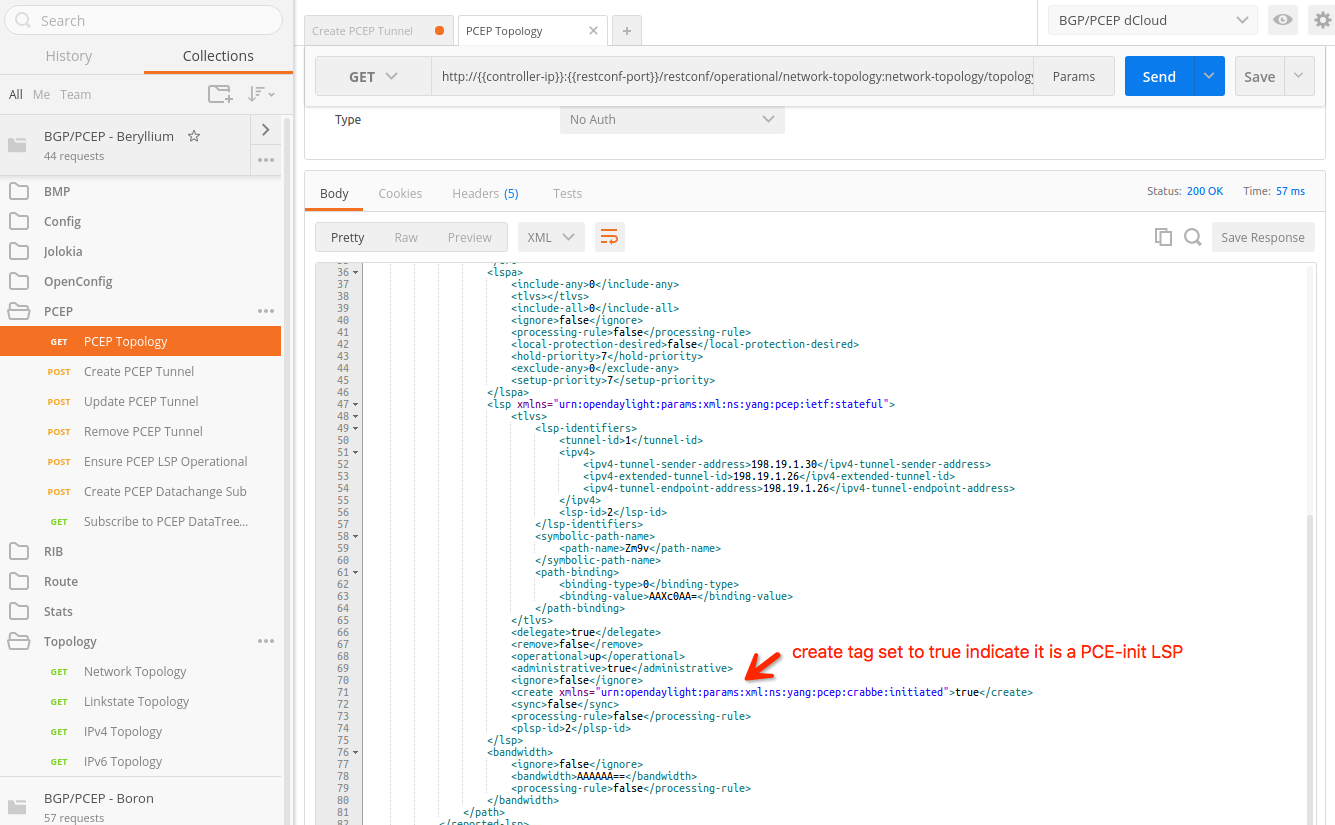 Search
History
Collections
All Me Team
BGP/PCEP - Beryllium
44 requests
BMP
Config
Jolokia
OpenConfig
PCEP
GET PCEP Topology
POST Create PCEP Tunnel
POST Update PCEP Tunnel
POST Remove PCEP Tunnel
POST Ensure PCEP LSP Operational
POST Create PCEP Datachange Sub
GET Subscribe to PCEP DataTree...
RIB
Route
Stats
Topology
GET Network Topology
GET Linkstate Topology
GET IPv4 Topology
GET IPv6 Topology
BGP/PCEP - Boron
57 requests
Create PCEP Tunnel
PCEP Topology
BGP/PCEP dCloud
GET http://{{controller-ip}}:{{restconf-port}}/restconf/operational/network-topology:network-topology/topology Params Send Save
Type No Auth
Body Cookies Headers (5) Tests Status: 200 OK Time: 57 ms
Pretty Raw Preview XML Save Response
36 <lspa>
37 <include-any>0</include-any>
38 <tlvs></tlvs>
39 <include-all>0</include-all>
40 <ignore>false</ignore>
41 <processing-rule>false</processing-rule>
42 <local-protection-desired>false</local-protection-desired>
43 <hold-priority>7</hold-priority>
44 <exclude-any>0</exclude-any>
45 <setup-priority>7</setup-priority>
46 </lspa>
47 <lsp xmlns="urn:opendaylight:params:xml:ns:yang:pcep:ietf:stateful">
48 <tlvs>
49 <lsp-identifiers>
50 <tunnel-id>1</tunnel-id>
51 <ipv4>
52 <ipv4-tunnel-sender-address>198.19.1.30</ipv4-tunnel-sender-address>
53 <ipv4-extended-tunnel-id>198.19.1.26</ipv4-extended-tunnel-id>
54 <ipv4-tunnel-endpoint-address>198.19.1.26</ipv4-tunnel-endpoint-address>
55 </ipv4>
56 <lsp-id>2</lsp-id>
57 </lsp-identifiers>
58 <symbolic-path-name>
59 <path-name>Zm9v</path-name>
60 </symbolic-path-name>
61 <path-binding>
62 <binding-type>0</binding-type>
63 <binding-value>AAXc0AA=</binding-value>
64 </path-binding>
65 </tlvs>
66 <delegate>true</delegate>
67 <remove>false</remove>
68 <operational>up</operational>
69 <administrative>true</administrative>
70 <ignore>false</ignore>
71 <create xmlns="urn:opendaylight:params:xml:ns:yang:pcep:crabbe:initiated">true</create>
72 <sync>false</sync>
73 <processing-rule>false</processing-rule>
74 <plsp-id>2</plsp-id>
75 </lsp>
76 <bandwidth>
77 <ignore>false</ignore>
78 <bandwidth>AAAAAA==</bandwidth>
79 <processing-rule>false</processing-rule>
80 </bandwidth>
81 </path>
82 </reported-lsp>
create tag set to true indicate it is a PCE-init LSP